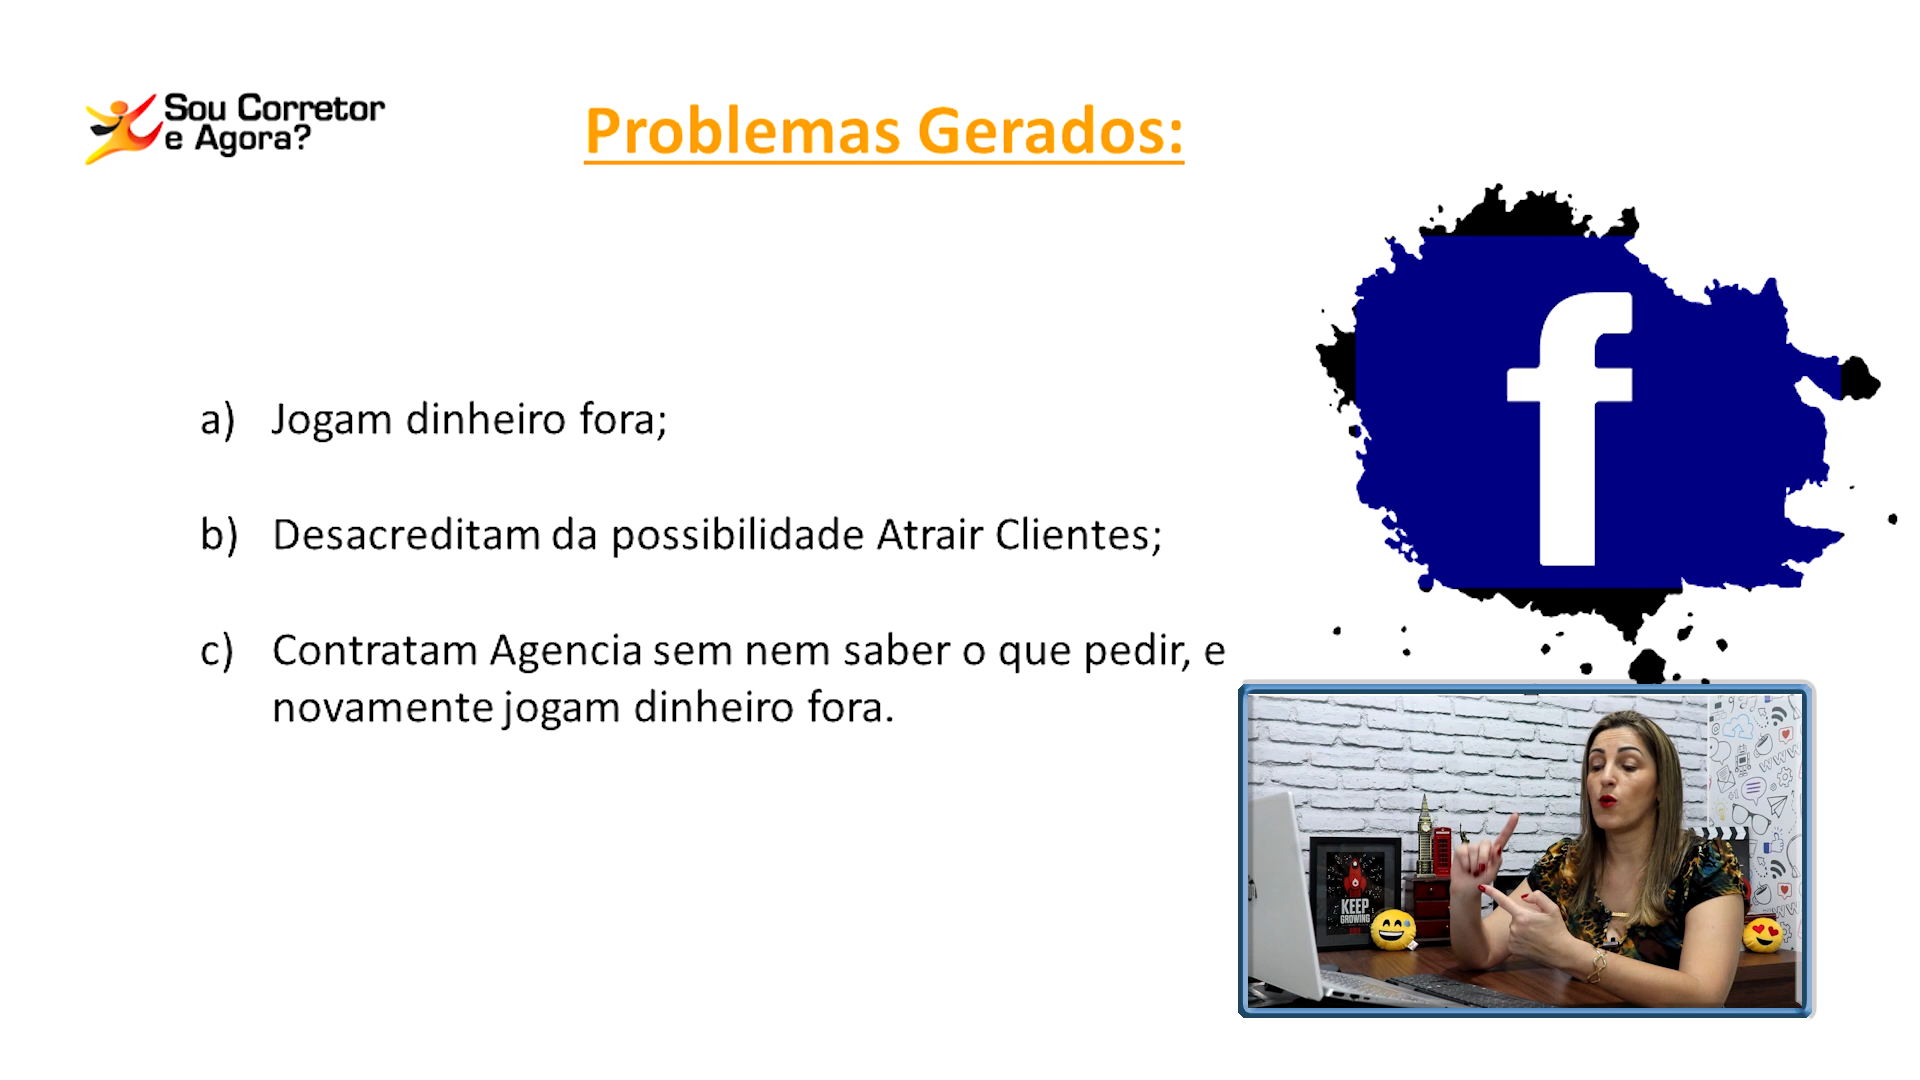 Sou Corretor
e Agora?
Problemas Gerados:
f
a) Jogam dinheiro fora;
b) Desacreditam da possibilidade Atrair Clientes;
c) Contratam Agencia sem nem saber o que pedir, e
novamente jogam dinheiro fora.
KEEP
GROWING
WWW